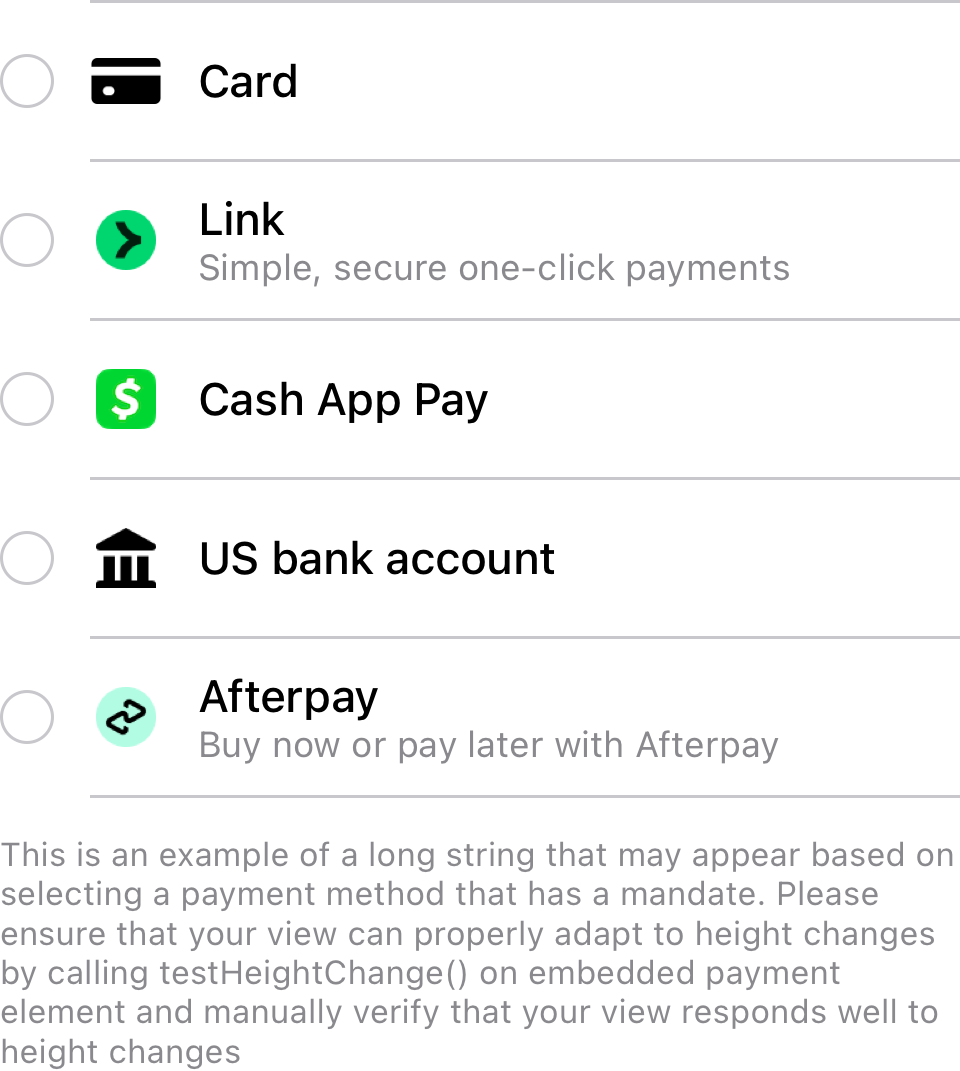 Card
Link
Simple, secure one-click payments
$
Cash App Pay
US bank account
Afterpay
Buy now or pay later with Afterpay
This is an example of a long string that may appear based on
selecting a payment method that has a mandate. Please
ensure that your view can properly adapt to height changes
by calling testHeightChange() on embedded payment
element and manually verify that your view responds well to
height changes